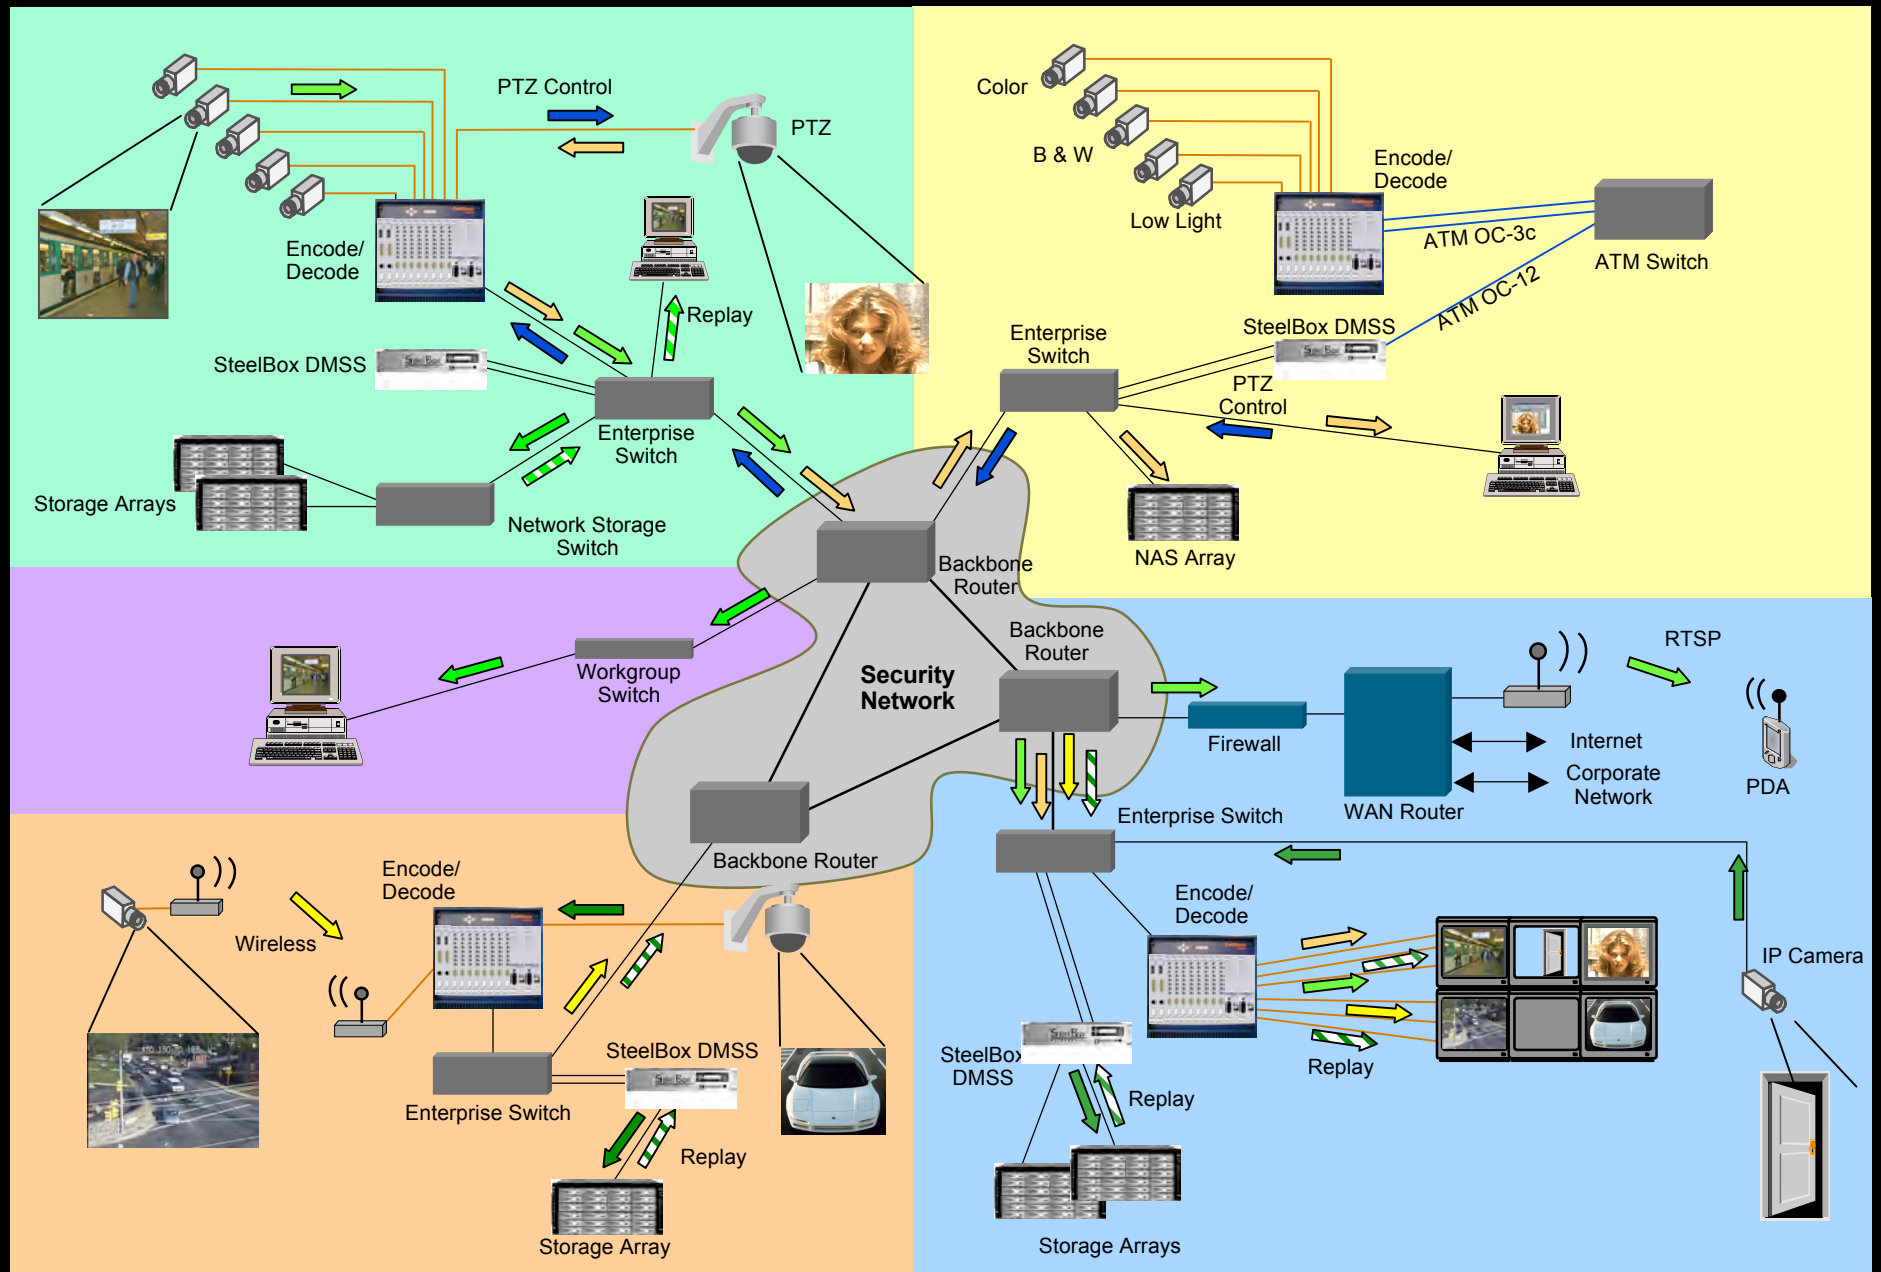 PTZ Control
PTZ
Encode/
Decode
Replay
SteelBox DMSS
Enterprise
Switch
Storage Arrays
Network Storage
Switch
Color
B & W
Low Light
Encode/
Decode
ATM OC-3c
ATM Switch
ATM OC-12
SteelBox DMSS
Enterprise
Switch
PTZ
Control
NAS Array
Backbone
Router
Workgroup
Switch
Security
Network
Backbone
Router
Firewall
RTSP
Internet
Corporate
Network
WAN Router
PDA
Backbone Router
Encode/
Decode
Wireless
Enterprise Switch
SteelBox DMSS
Replay
Storage Array
Enterprise Switch
Encode/
Decode
IP Camera
SteelBox
DMSS
Replay
Replay
Storage Arrays